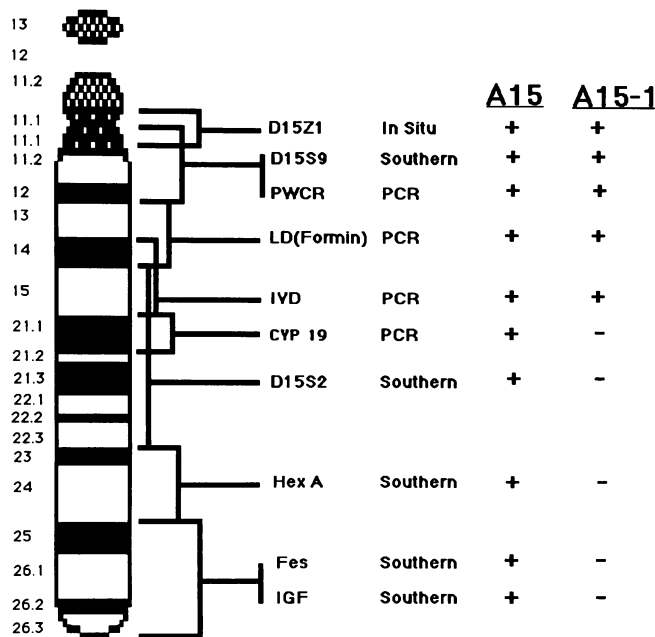 13
12
11.2
11.1
11.1
11.2
12
13
14
15
21.1
21.2
21.3
22.1
22.2
22.3
23
24
25
26.1
26.2
26.3
A15 A15-1
D15Z1 In Situ + +
D15S9 Southern + +
PWCR PCR + +
LD(Formin) PCR + +
IVD PCR + +
CYP 19 PCR + -
D15S2 Southern + -
Hex A Southern + -
Fes Southern + -
IGF Southern + -